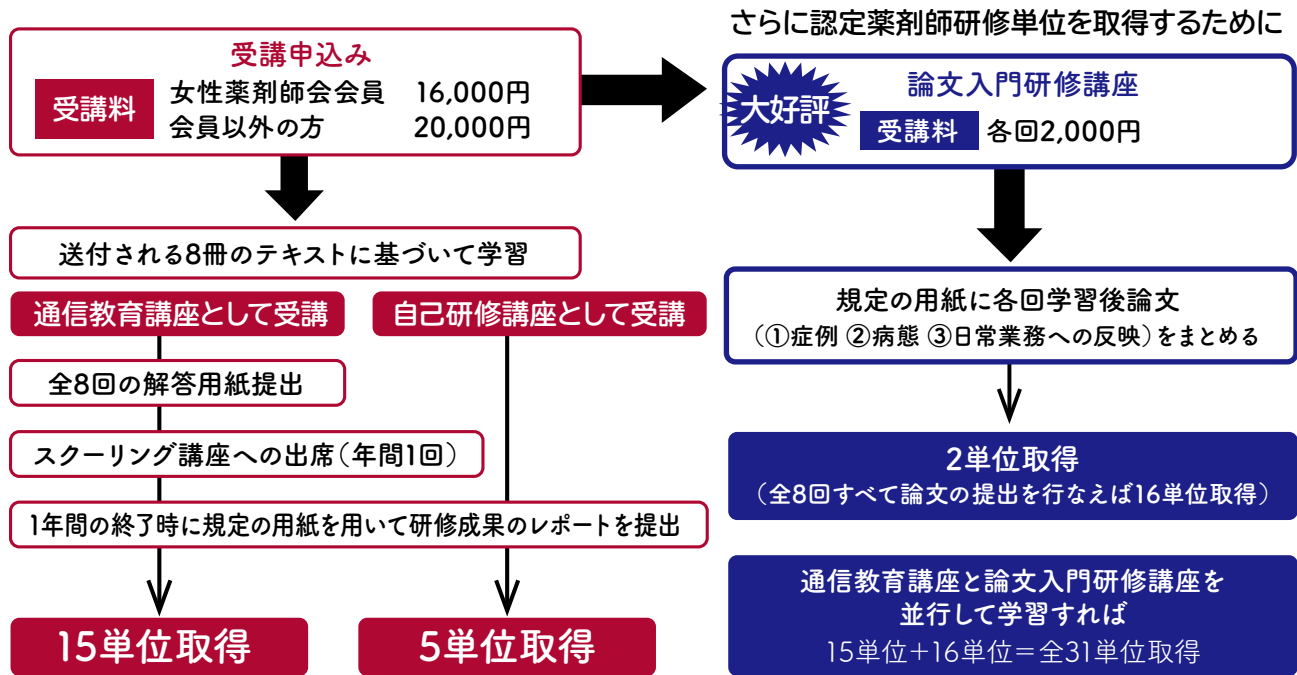 受講申込み
受講料
女性薬剤師会会員 16,000円
会員以外の方 20,000円
送付される8冊のテキストに基づいて学習
通信教育講座として受講
自己研修講座として受講
全8回の解答用紙提出
スクーリング講座への出席（年間1回）
1年間の終了時に規定の用紙を用いて研修成果のレポートを提出
15単位取得
5単位取得
さらに認定薬剤師研修単位を取得するために
大好評
論文入門研修講座
受講料 各回2,000円
規定の用紙に各回学習後論文
（①症例 ②病態 ③日常業務への反映）をまとめる
2単位取得
（全8回すべて論文の提出を行なえば16単位取得）
通信教育講座と論文入門研修講座を
並行して学習すれば
15単位＋16単位＝全31単位取得